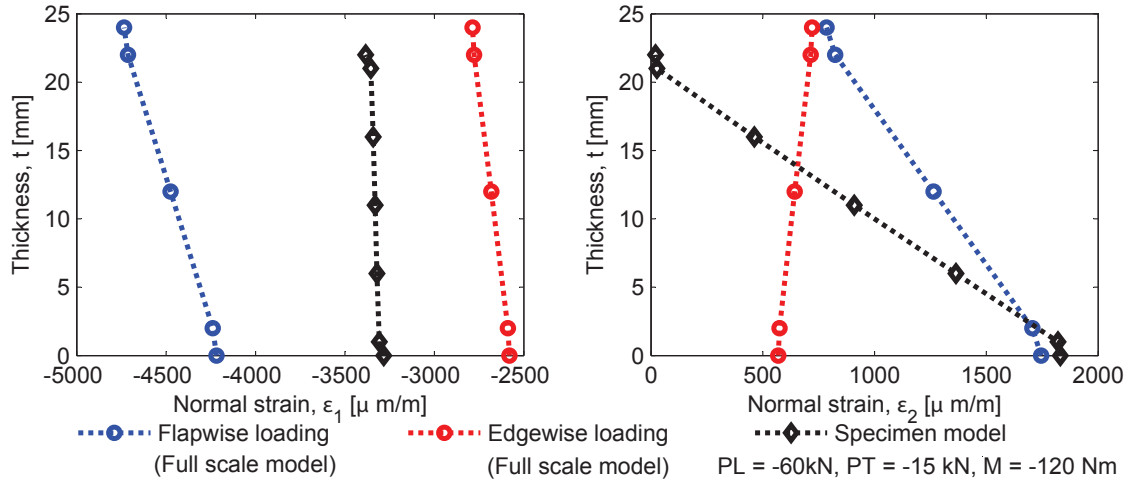 Thickness, t [mm]
25
20
15
10
5
0
-5000 -4500 -4000 -3500 -3000 -2500
Normal strain, ε1 [μ m/m]
Thickness, t [mm]
25
20
15
10
5
0
0 500 1000 1500 2000
Normal strain, ε2 [μ m/m]
Flapwise loading
(Full scale model)
Edgewise loading
(Full scale model)
Specimen model
PL = -60kN, PT = -15 kN, M = -120 Nm